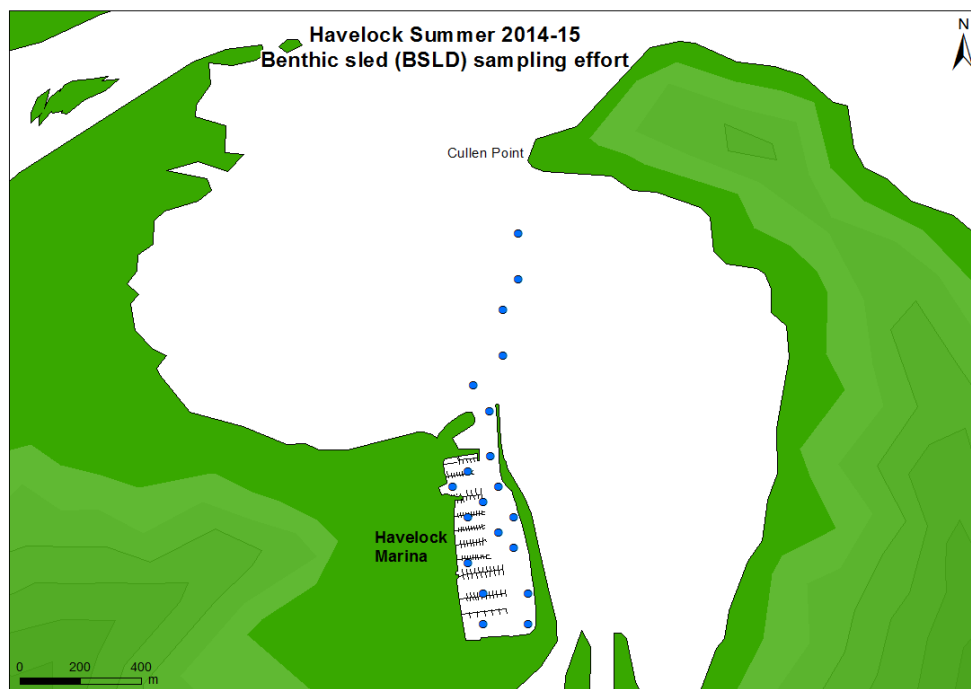 Havelock Summer 2014-15
Benthic sled (BSLD) sampling effort
N
Cullen Point
Havelock
Marina
0 200 400
m